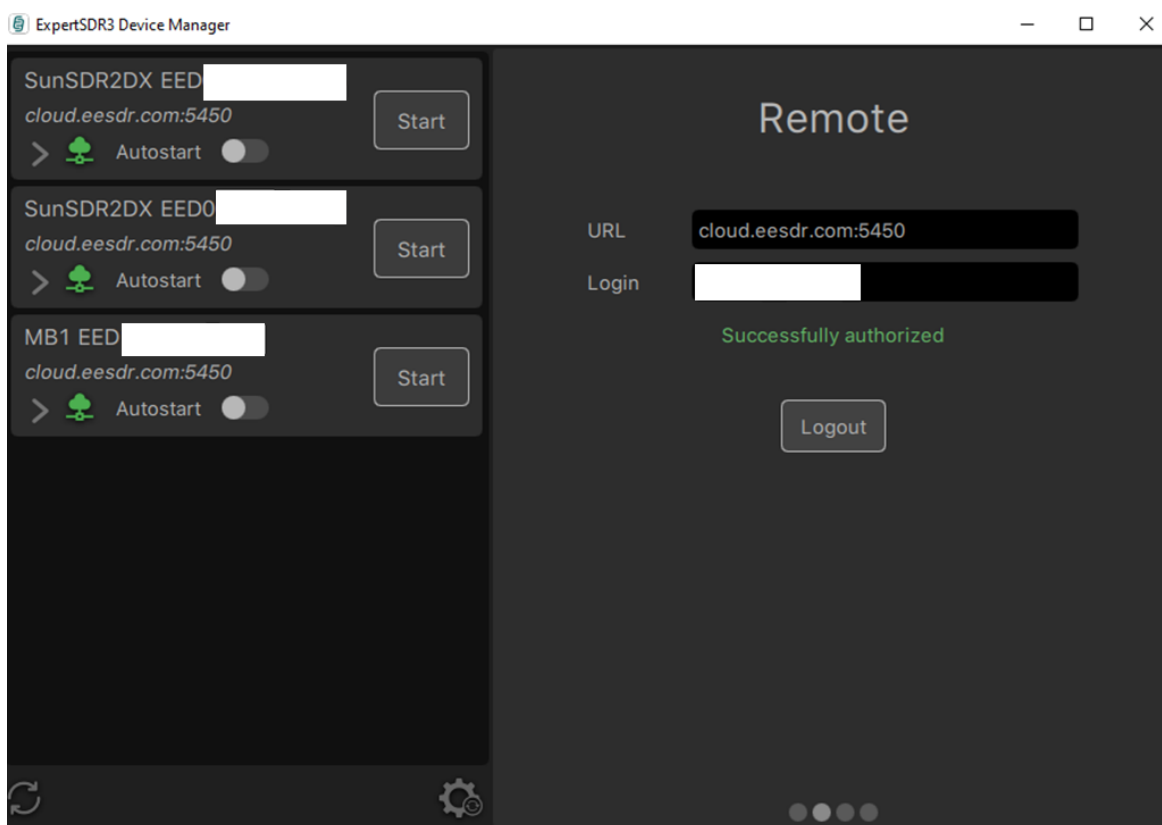 ExpertSDR3 Device Manager
SunSDR2DX EED
cloud.eesdr.com:5450
Start
Autostart
SunSDR2DX EED0
cloud.eesdr.com:5450
Start
Autostart
MB1 EED
cloud.eesdr.com:5450
Start
Autostart
Remote
URL cloud.eesdr.com:5450
Login
Successfully authorized
Logout